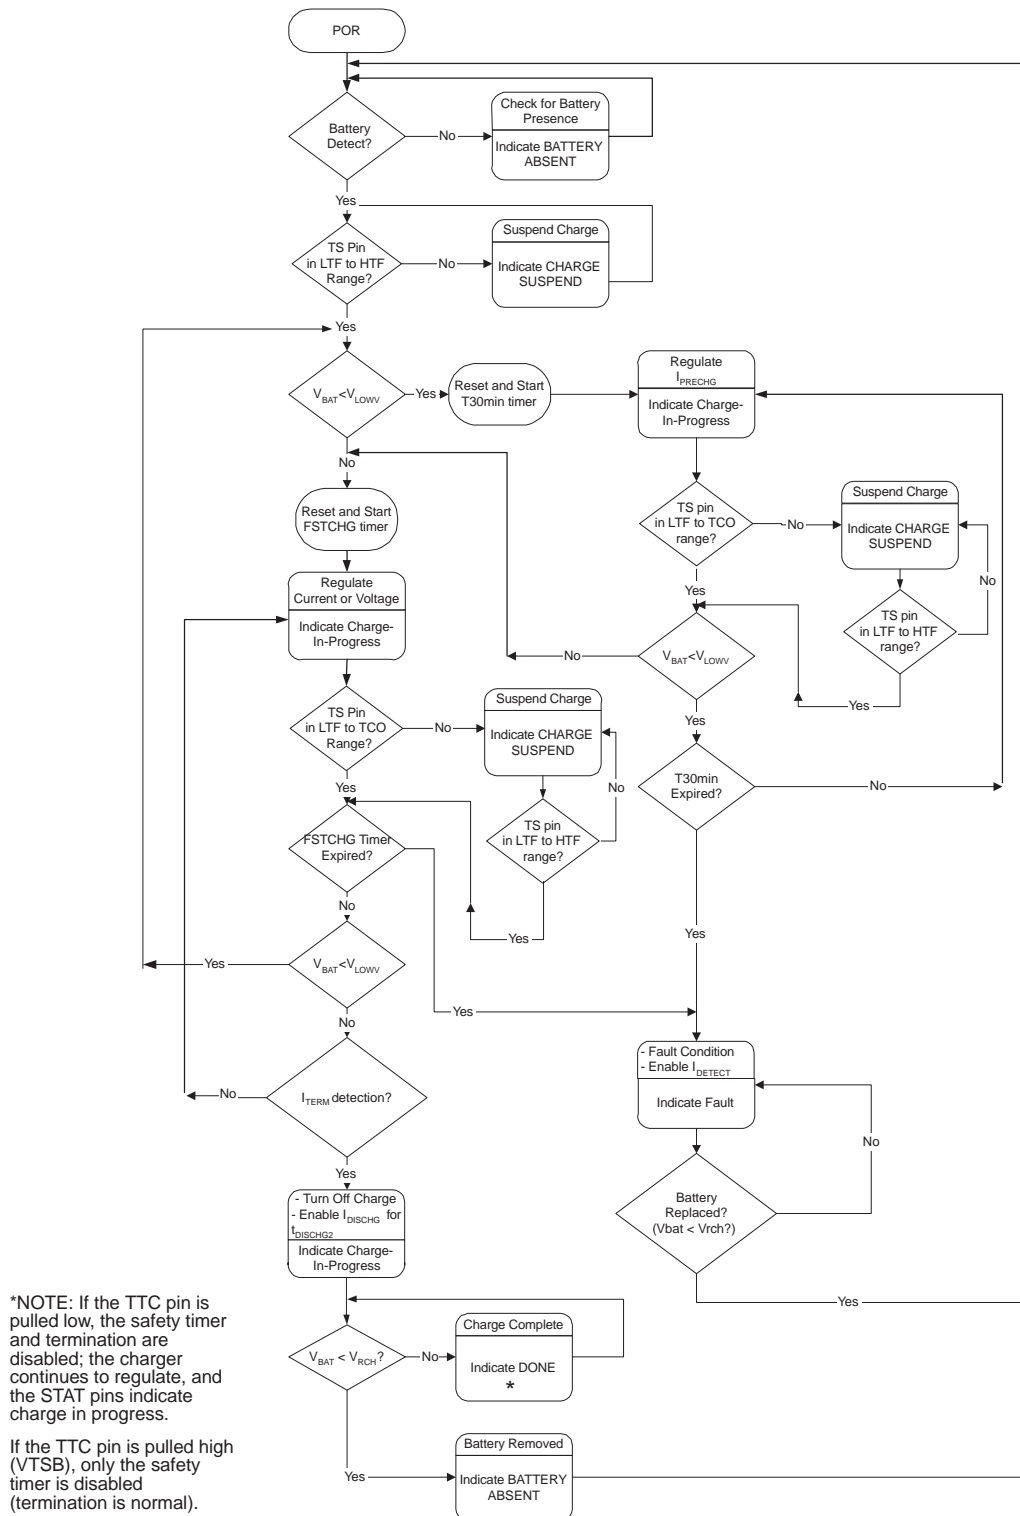 POR
Battery
Detect?
No
Check for Battery
Presence
Indicate BATTERY
ABSENT
Yes
TS Pin
in LTF to HTF
Range?
No
Suspend Charge
Indicate CHARGE
SUSPEND
Yes
VBAT<VLOWV
Yes
Reset and Start
T30min timer
Regulate
IPRECHG
Indicate Charge-
In-Progress
No
Reset and Start
FSTCHG timer
TS pin
in LTF to TCO
range?
No
Suspend Charge
Indicate CHARGE
SUSPEND
No
TS pin
in LTF to HTF
range?
Yes
Yes
Regulate
Current or Voltage
Indicate Charge-
In-Progress
VBAT<VLOWV
No
Yes
TS Pin
in LTF to TCO
Range?
No
Suspend Charge
Indicate CHARGE
SUSPEND
No
TS pin
in LTF to HTF
range?
Yes
Yes
T30min
Expired?
No
Yes
FSTCHG Timer
Expired?
Yes
No
VBAT<VLOWV
Yes
No
ITERM detection?
No
Yes
- Fault Condition
- Enable IDETECT
Indicate Fault
No
Battery
Replaced?
(Vbat < Vrch?)
Yes
- Turn Off Charge
- Enable IDISCHG for
tDISCHG2
Indicate Charge-
In-Progress
VBAT < VRCH ?
No
Charge Complete
Indicate DONE
*
Yes
Battery Removed
Indicate BATTERY
ABSENT
*NOTE: If the TTC pin is
pulled low, the safety timer
and termination are
disabled; the charger
continues to regulate, and
the STAT pins indicate
charge in progress.
If the TTC pin is pulled high
(VTSB), only the safety
timer is disabled
(termination is normal).